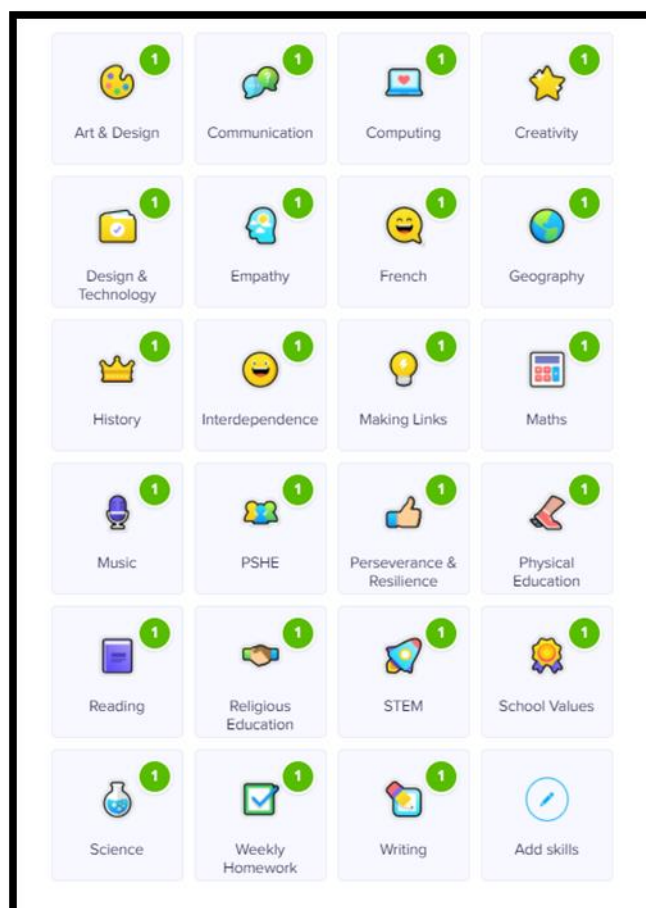 1
1
1
1
Art & Design
Communication
Computing
Creativity
1
1
1
1
Design &
Technology
Empathy
French
Geography
1
1
1
1
History
Interdependence
Making Links
Maths
1
1
1
1
Music
PSHE
Perseverance &
Resilience
Physical
Education
1
1
1
1
Reading
Religious
Education
STEM
School Values
1
1
1
Science
Weekly
Homework
Writing
Add skills